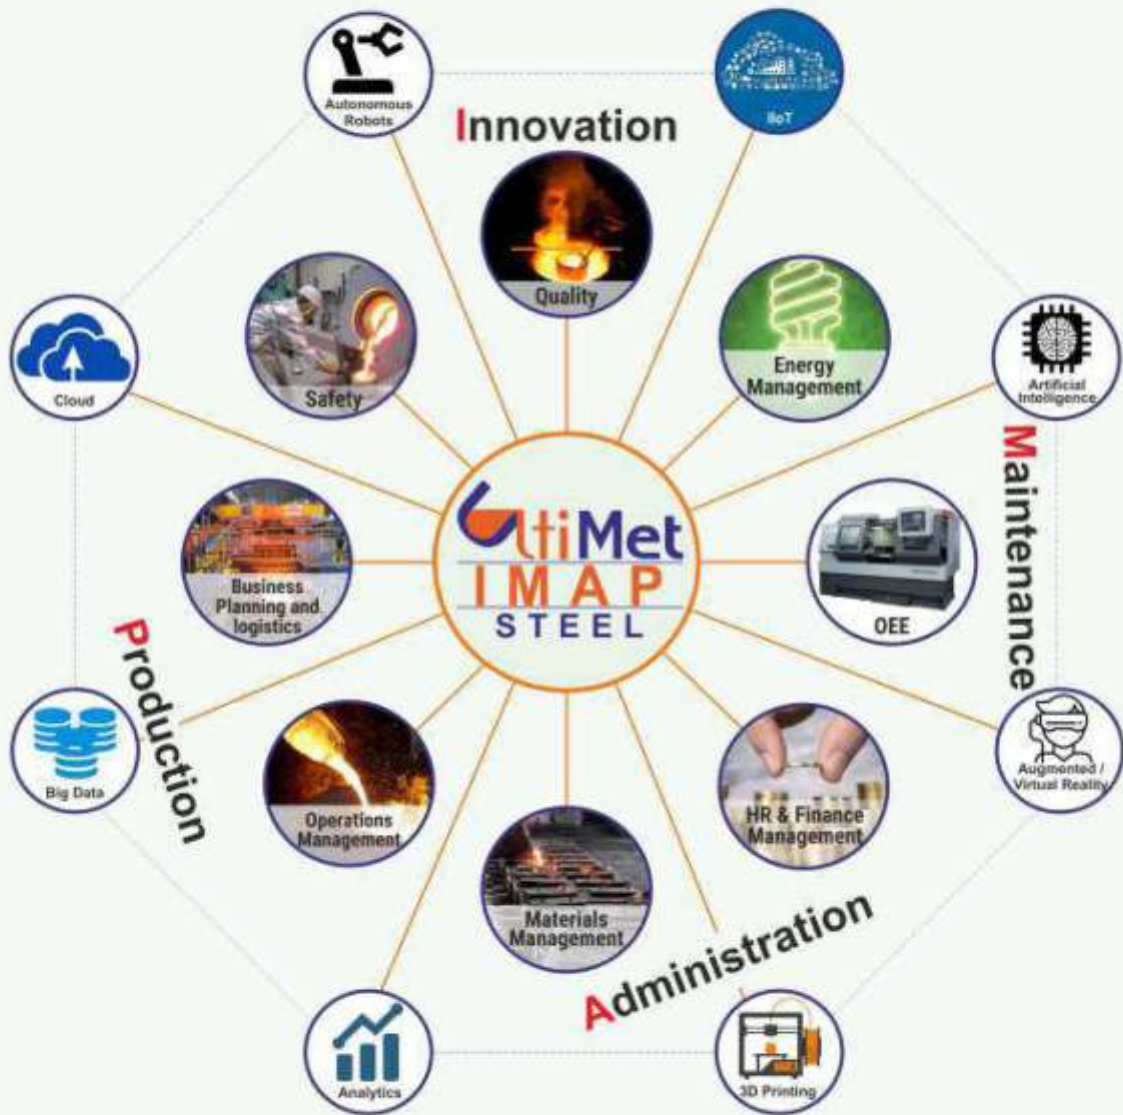 Autonomous
Robots
IIoT
Innovation
Quality
Safety
Energy
Management
Cloud
Artificial
Intelligence
Maintenance
UltiMet
IMAP
STEEL
Business
Planning and
logistics
OEE
Production
Big Data
Augmented /
Virtual Reality
Operations
Management
HR & Finance
Management
Materials
Management
Administration
Analytics
3D Printing